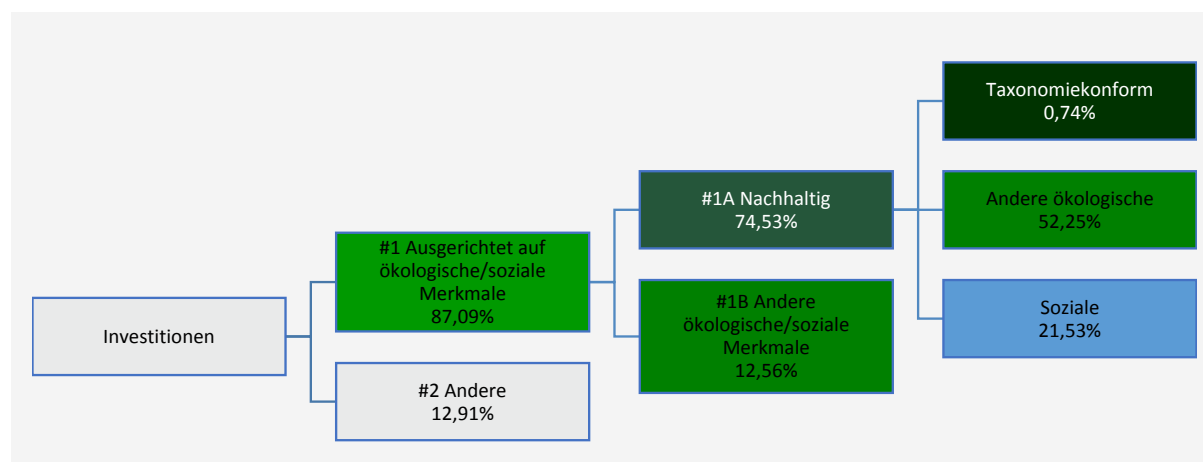 Investitionen
#1 Ausgerichtet auf
ökologische/soziale
Merkmale
87,09%
#2 Andere
12,91%
#1A Nachhaltig
74,53%
#1B Andere
ökologische/soziale
Merkmale
12,56%
Taxonomiekonform
0,74%
Andere ökologische
52,25%
Soziale
21,53%